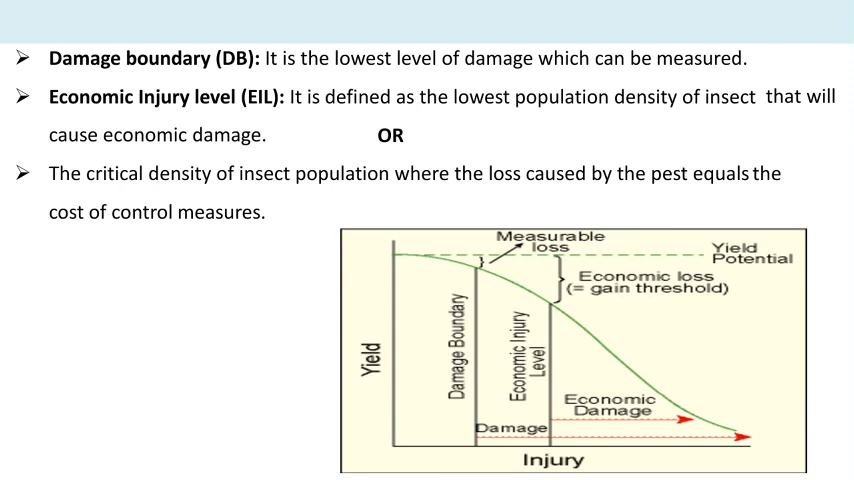 ➢ Damage boundary (DB): It is the lowest level of damage which can be measured.
➢ Economic Injury level (EIL): It is defined as the lowest population density of insect that will
cause economic damage. OR
➢ The critical density of insect population where the loss caused by the pest equals the
cost of control measures.
Measurable
loss
Yield
Potential
Economic loss
(= gain threshold)
Yield
Damage Boundary
Economic Injury
Level
Economic
Damage
Damage
Injury